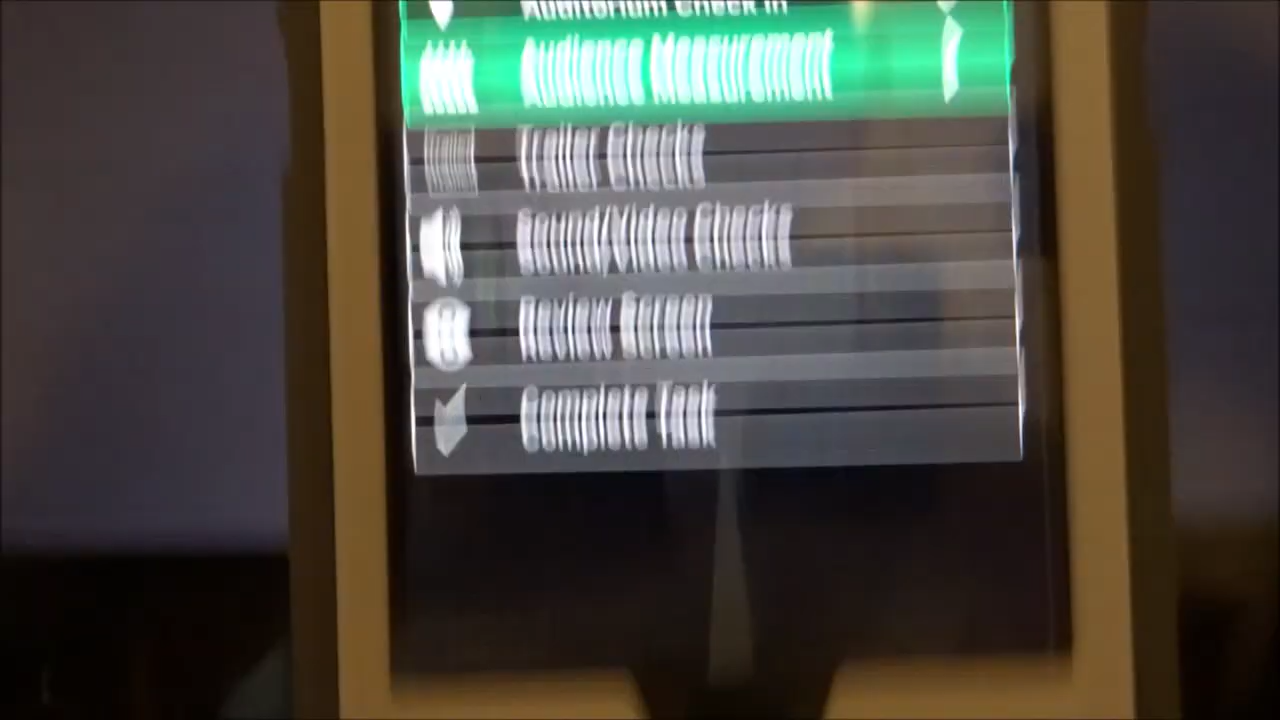 Auditorium Check In
Audience Measurement
Trailer Checks
Sound/Video Checks
Review Screen
Complete Task